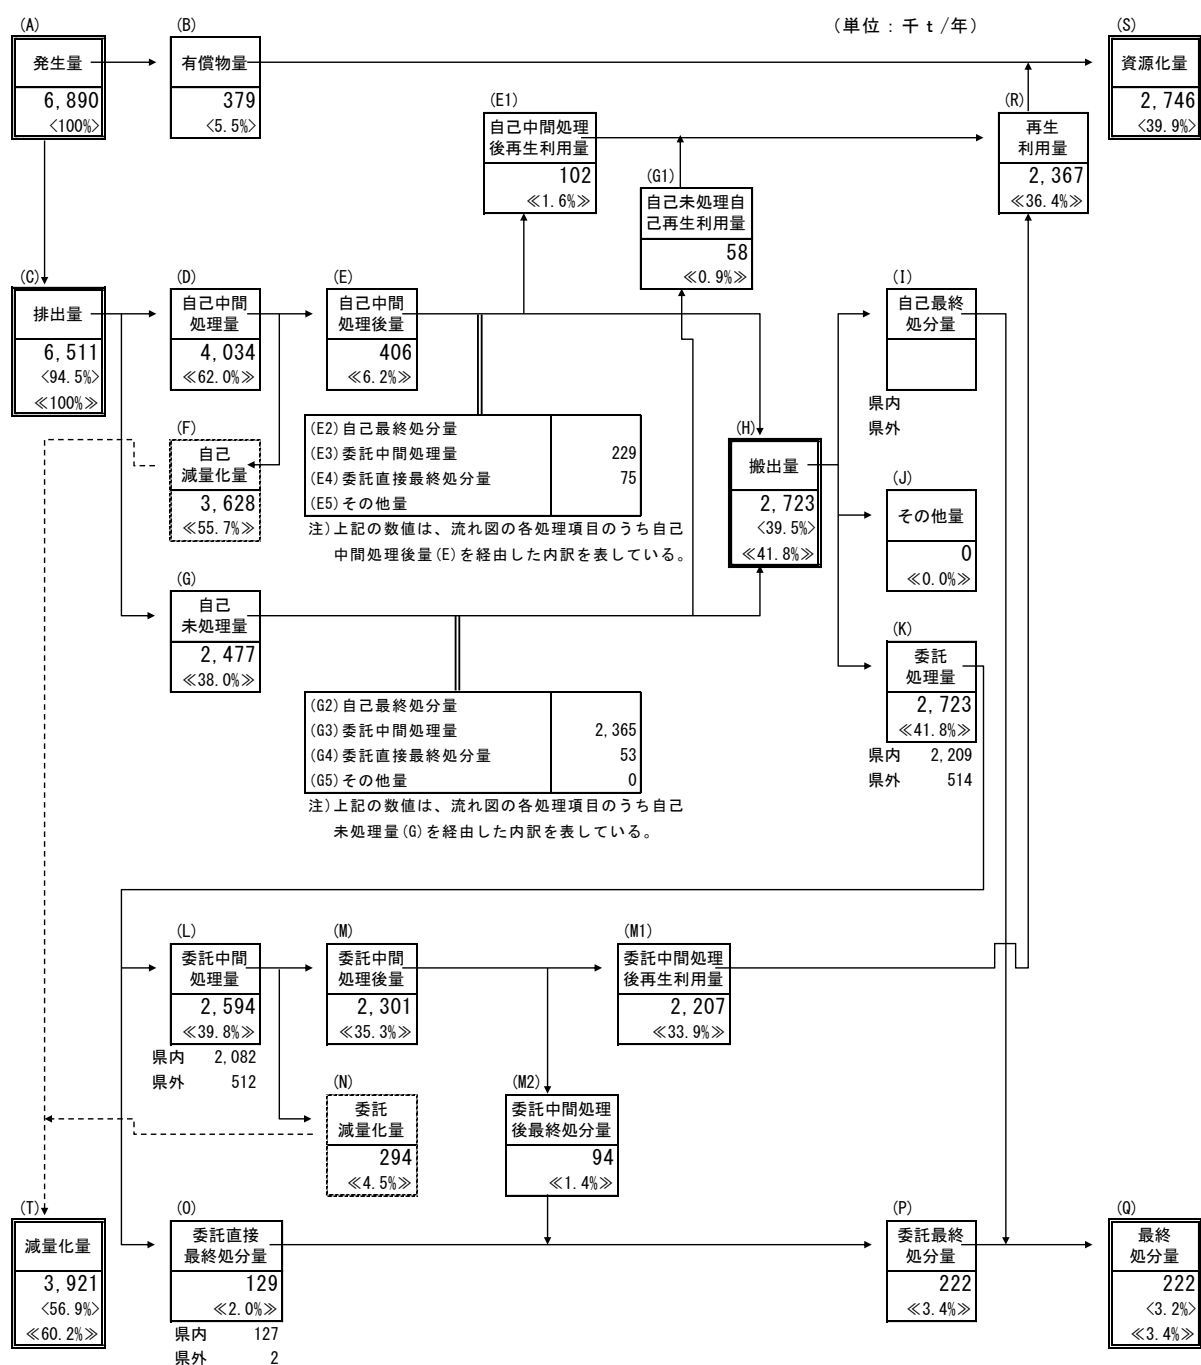 (単位：千ｔ/年)
(A)
発生量
6,890
<100%>
(B)
有償物量
379
<5.5%>
(S)
資源化量
2,746
<39.9%>
(E1)
自己中間処理
後再生利用量
102
≪1.6%≫
(R)
再生
利用量
2,367
≪36.4%≫
(G1)
自己未処理自
己再生利用量
58
≪0.9%≫
(C)
排出量
6,511
<94.5%>
≪100%≫
(D)
自己中間
処理量
4,034
≪62.0%≫
(E)
自己中間
処理後量
406
≪6.2%≫
(I)
自己最終
処分量
県内
県外
(F)
自己
減量化量
3,628
≪55.7%≫
(E2)自己最終処分量
(E3)委託中間処理量 229
(E4)委託直接最終処分量 75
(E5)その他量
注)上記の数値は、流れ図の各処理項目のうち自己
中間処理後量(E)を経由した内訳を表している。
(H)
搬出量
2,723
<39.5%>
≪41.8%≫
(J)
その他量
0
≪0.0%≫
(G)
自己
未処理量
2,477
≪38.0%≫
(K)
委託
処理量
2,723
≪41.8%≫
県内 2,209
県外 514
(G2)自己最終処分量
(G3)委託中間処理量 2,365
(G4)委託直接最終処分量 53
(G5)その他量 0
注)上記の数値は、流れ図の各処理項目のうち自己
未処理量(G)を経由した内訳を表している。
(L)
委託中間
処理量
2,594
≪39.8%≫
県内 2,082
県外 512
(M)
委託中間
処理後量
2,301
≪35.3%≫
(M1)
委託中間処理
後再生利用量
2,207
≪33.9%≫
(N)
委託
減量化量
294
≪4.5%≫
(M2)
委託中間処理
後最終処分量
94
≪1.4%≫
(T)
減量化量
3,921
<56.9%>
≪60.2%≫
(O)
委託直接
最終処分量
129
≪2.0%≫
県内 127
県外 2
(P)
委託最終
処分量
222
≪3.4%≫
(Q)
最終
処分量
222
<3.2%>
≪3.4%≫